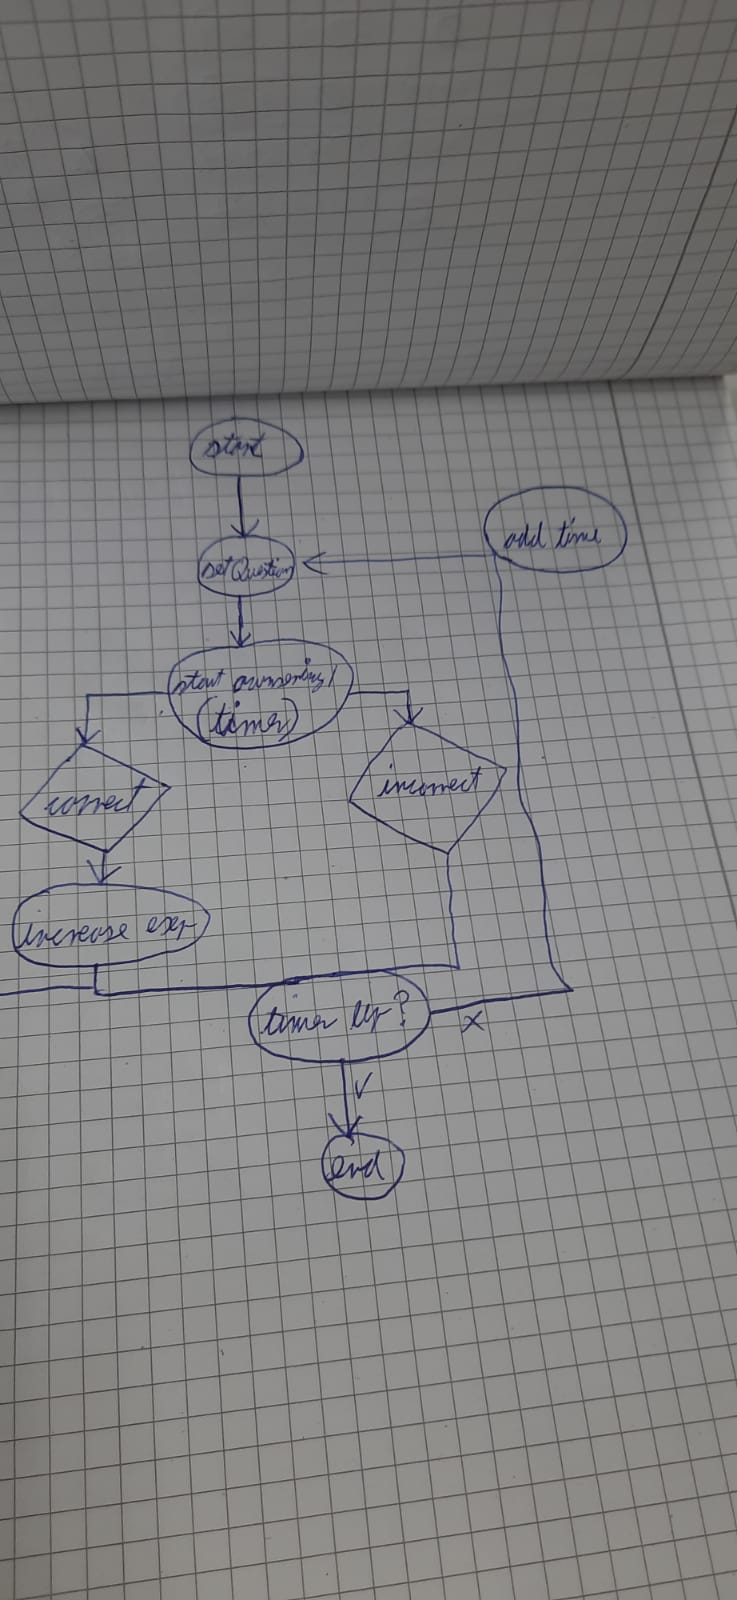 start
add time
set Question
start answering/
(timer)
correct
incorrect
increase exp
timer up?
x
v
end